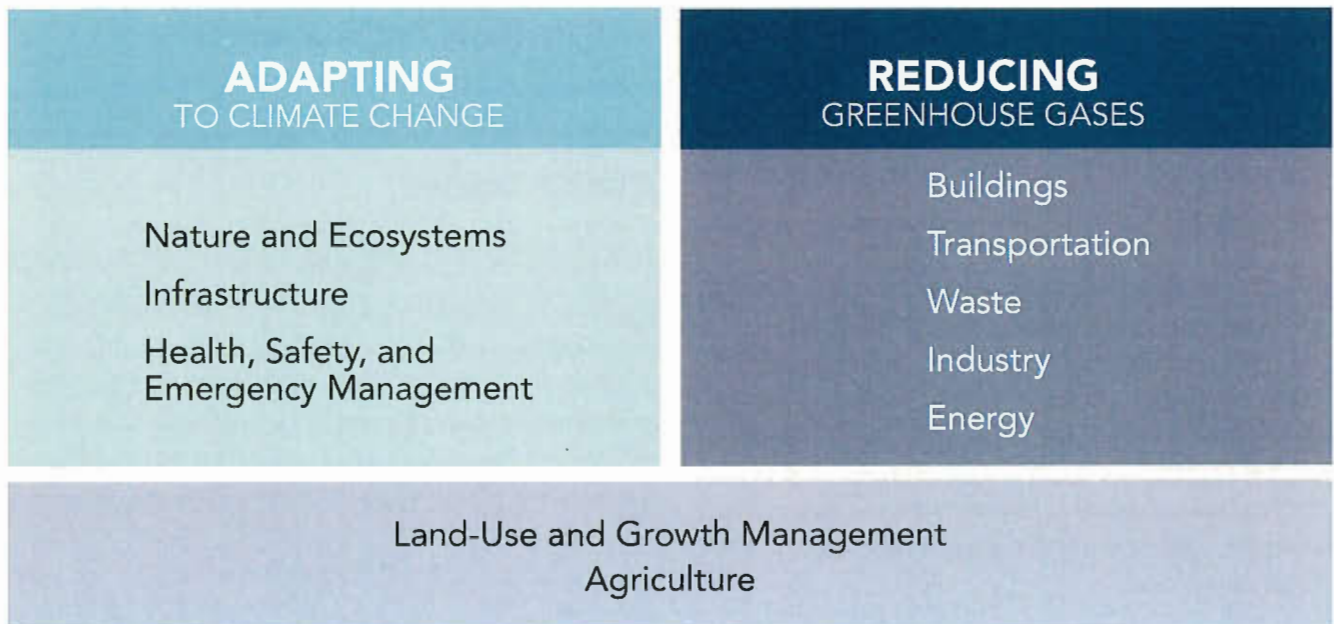 ADAPTING
TO CLIMATE CHANGE
Nature and Ecosystems
Infrastructure
Health, Safety, and
Emergency Management
REDUCING
GREENHOUSE GASES
Buildings
Transportation
Waste
Industry
Energy
Land-Use and Growth Management
Agriculture